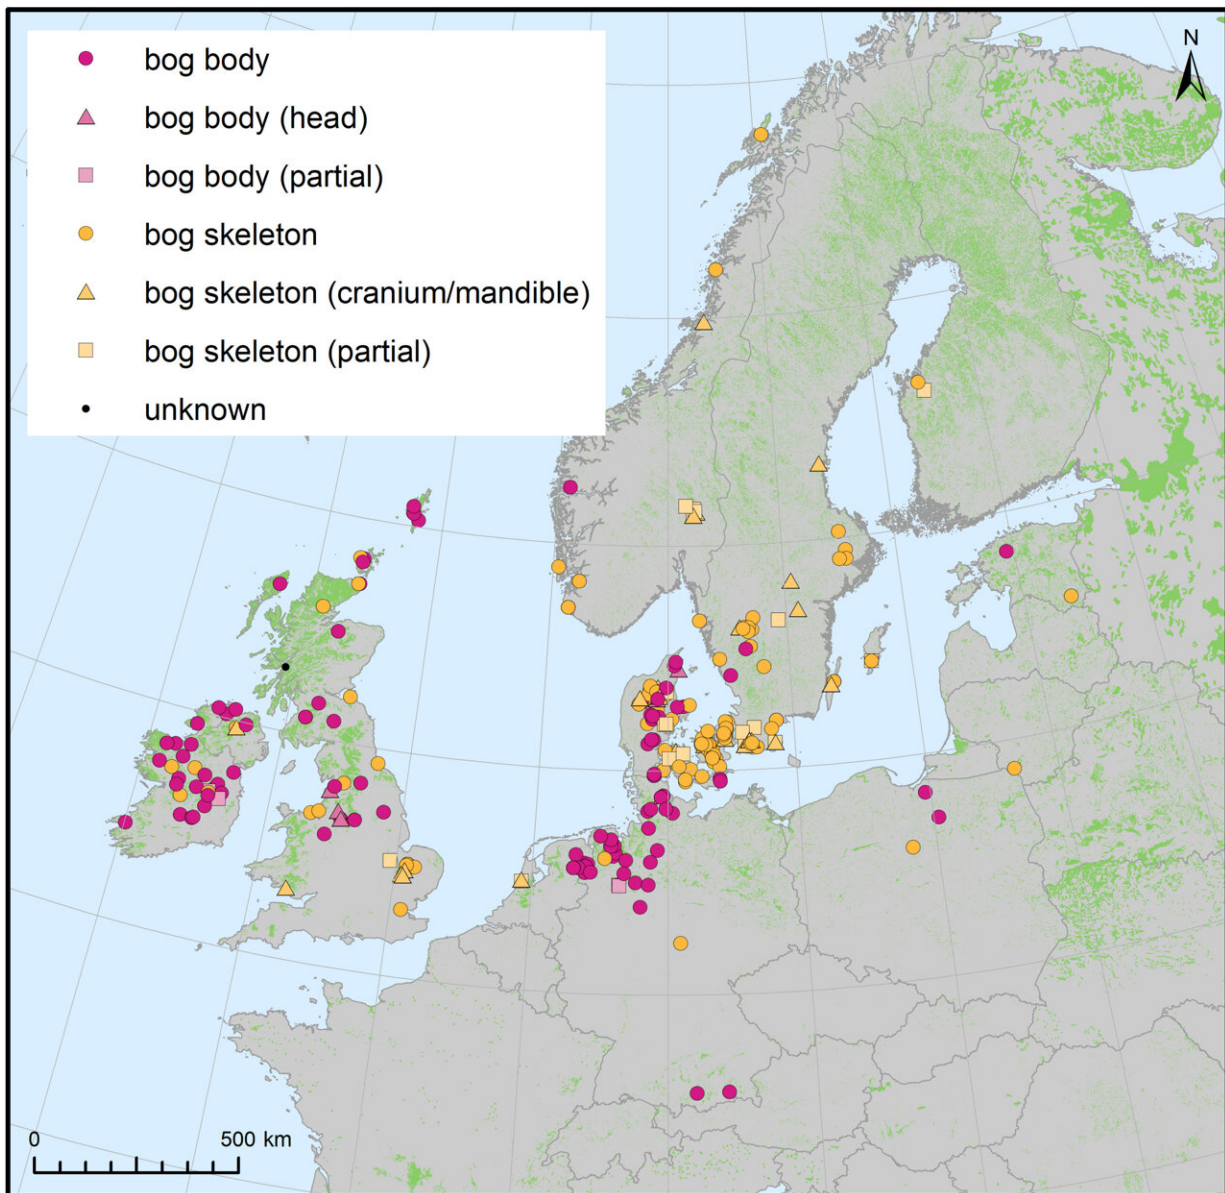 N
bog body
bog body (head)
bog body (partial)
bog skeleton
bog skeleton (cranium/mandible)
bog skeleton (partial)
unknown
0 500 km